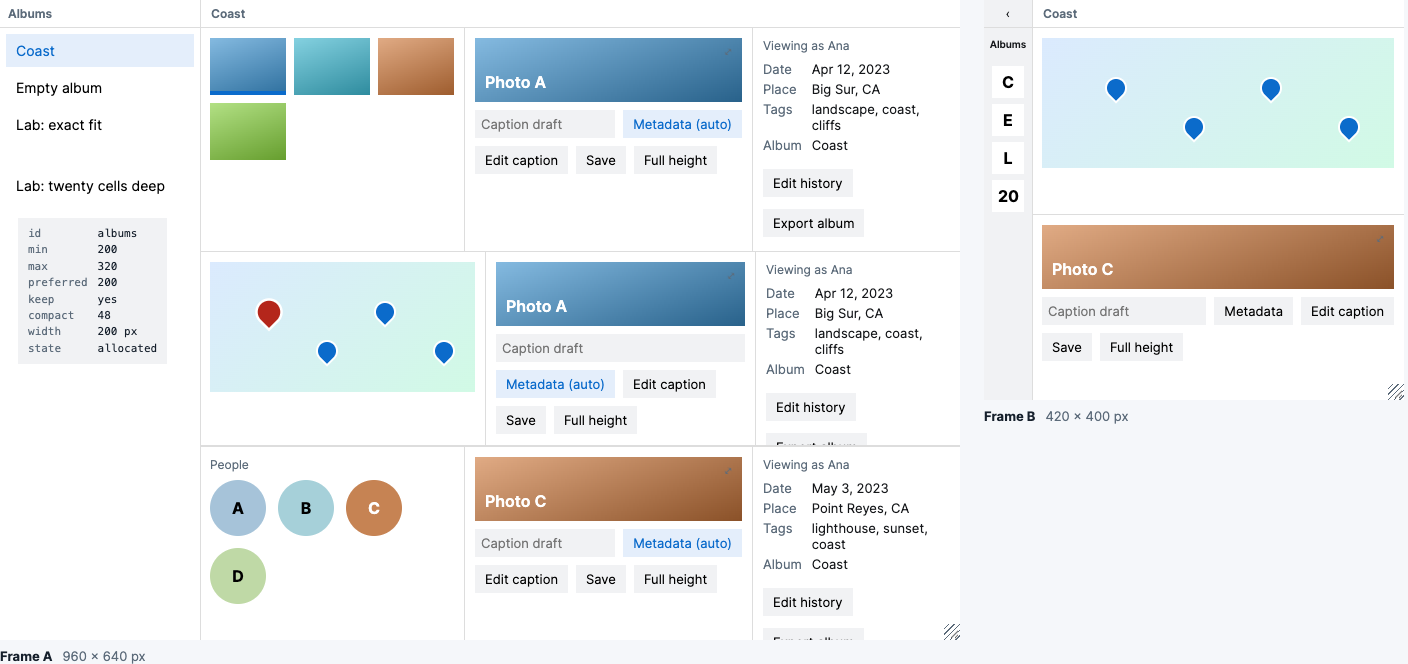 Albums
Coast
Empty album
Lab: exact fit
Lab: twenty cells deep
id albums
min 200
max 320
preferred 200
keep yes
compact 48
width 200 px
state allocated
Coast
Photo A
Caption draft
Metadata (auto)
Edit caption
Save
Full height
Viewing as Ana
Date Apr 12, 2023
Place Big Sur, CA
Tags landscape, coast,
cliffs
Album Coast
Edit history
Export album
Photo A
Caption draft
Metadata (auto)
Edit caption
Save
Full height
Viewing as Ana
Date Apr 12, 2023
Place Big Sur, CA
Tags landscape, coast,
cliffs
Album Coast
Edit history
Export album
People
A
B
C
D
Photo C
Caption draft
Metadata (auto)
Edit caption
Save
Full height
Viewing as Ana
Date May 3, 2023
Place Point Reyes, CA
Tags lighthouse, sunset,
coast
Album Coast
Edit history
Export album
Frame A 960 × 640 px
‹
Albums
C
E
L
20
Coast
Photo C
Caption draft
Metadata
Edit caption
Save
Full height
Frame B 420 × 400 px